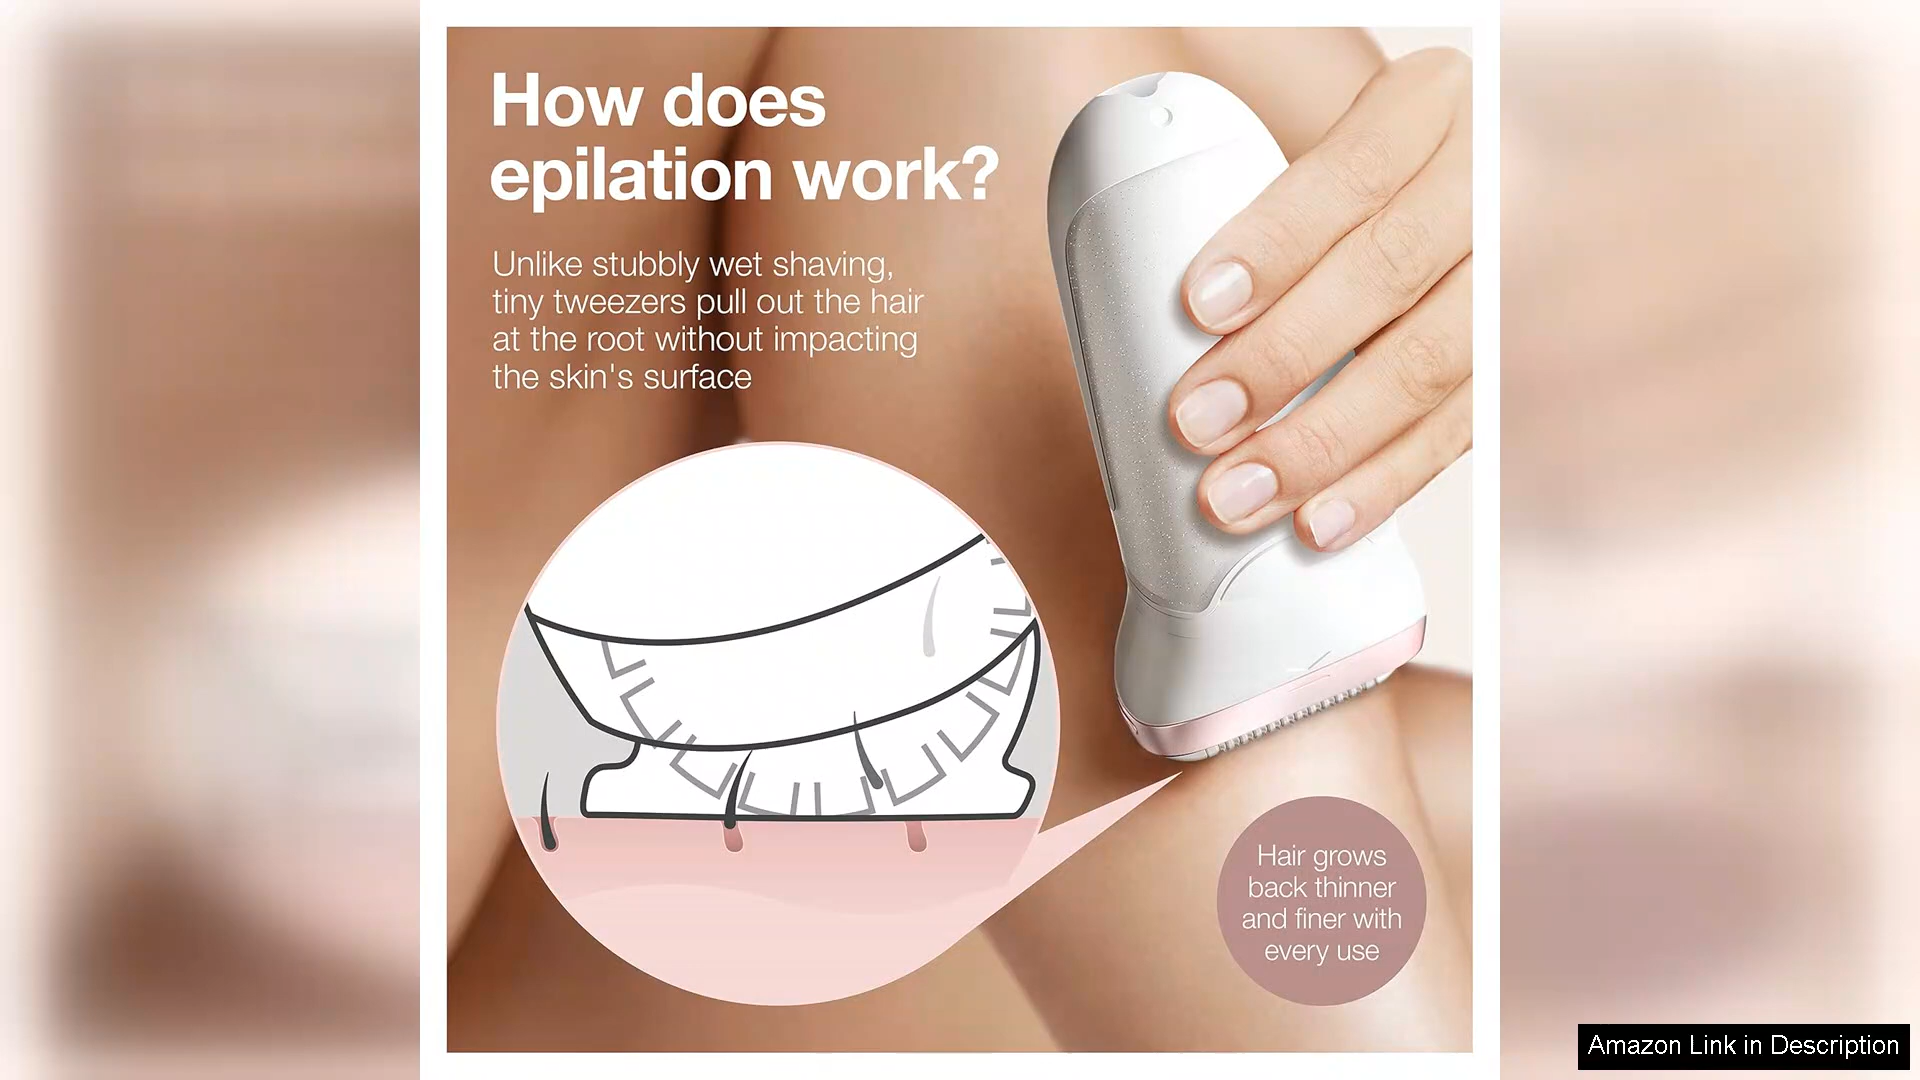 How does
epilation work?
Unlike stubbly wet shaving,
tiny tweezers pull out the hair
at the root without impacting
the skin's surface
Hair grows
back thinner
and finer with
every use
Amazon Link in Description